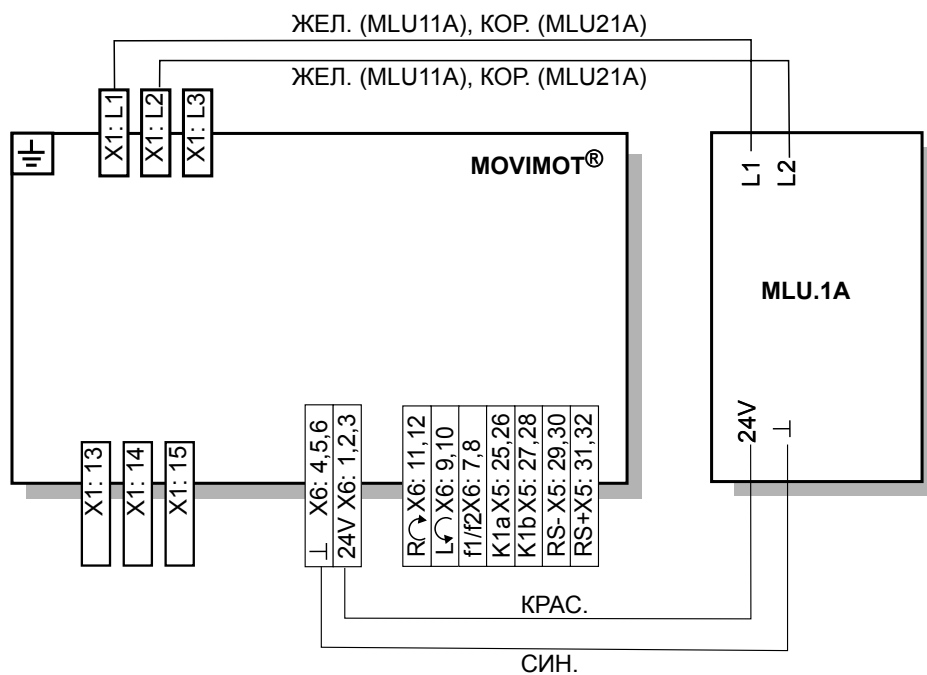 ЖЕЛ. (MLU11A), КОР. (MLU21A)
ЖЕЛ. (MLU11A), КОР. (MLU21A)
X1: L1
X1: L2
X1: L3
MOVIMOT®
L1
L2
MLU.1A
24V
⊥
X1: 13
X1: 14
X1: 15
⊥ X6: 4,5,6
24V X6: 1,2,3
R X6: 11,12
L X6: 9,10
f1/f2 X6: 7,8
K1a X5: 25,26
K1b X5: 27,28
RS- X5: 29,30
RS+ X5: 31,32
КРАС.
СИН.